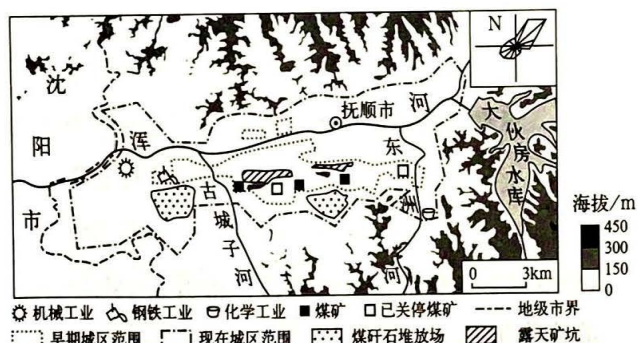 N
沈
阳
市
浑
抚顺市
河
大
伙
房
水
库
东
洲
河
古
城
子
河
0 3km
海拔/m
450
300
150
0
机械工业 钢铁工业 化学工业 煤矿 已关停煤矿 地级市界
早期城区范围 现在城区范围 煤矸石堆放场 露天矿坑